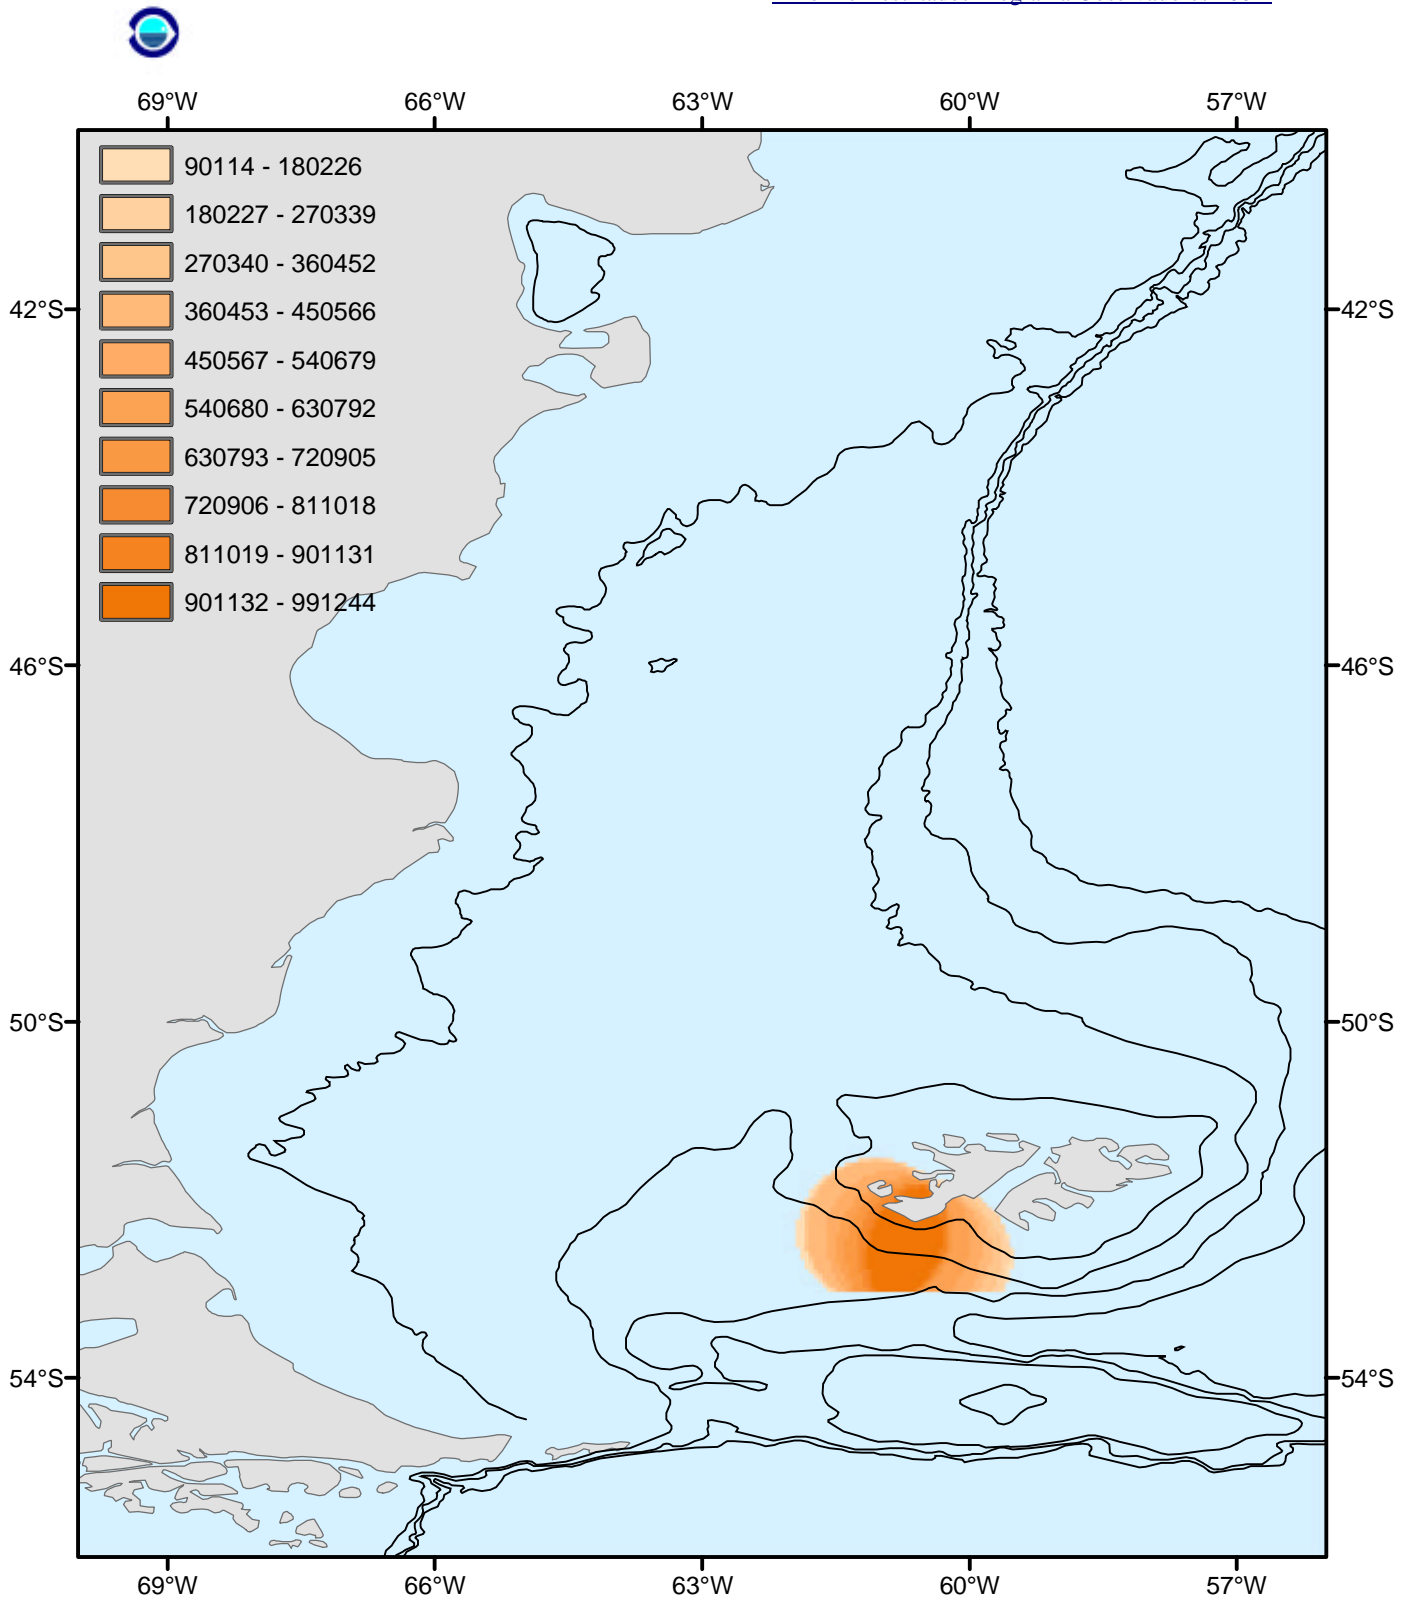 69°W 66°W 63°W 60°W 57°W
90114 - 180226
180227 - 270339
270340 - 360452
360453 - 450566
450567 - 540679
540680 - 630792
630793 - 720905
720906 - 811018
811019 - 901131
901132 - 991244
42°S 42°S
46°S 46°S
50°S 50°S
54°S 54°S
69°W 66°W 63°W 60°W 57°W